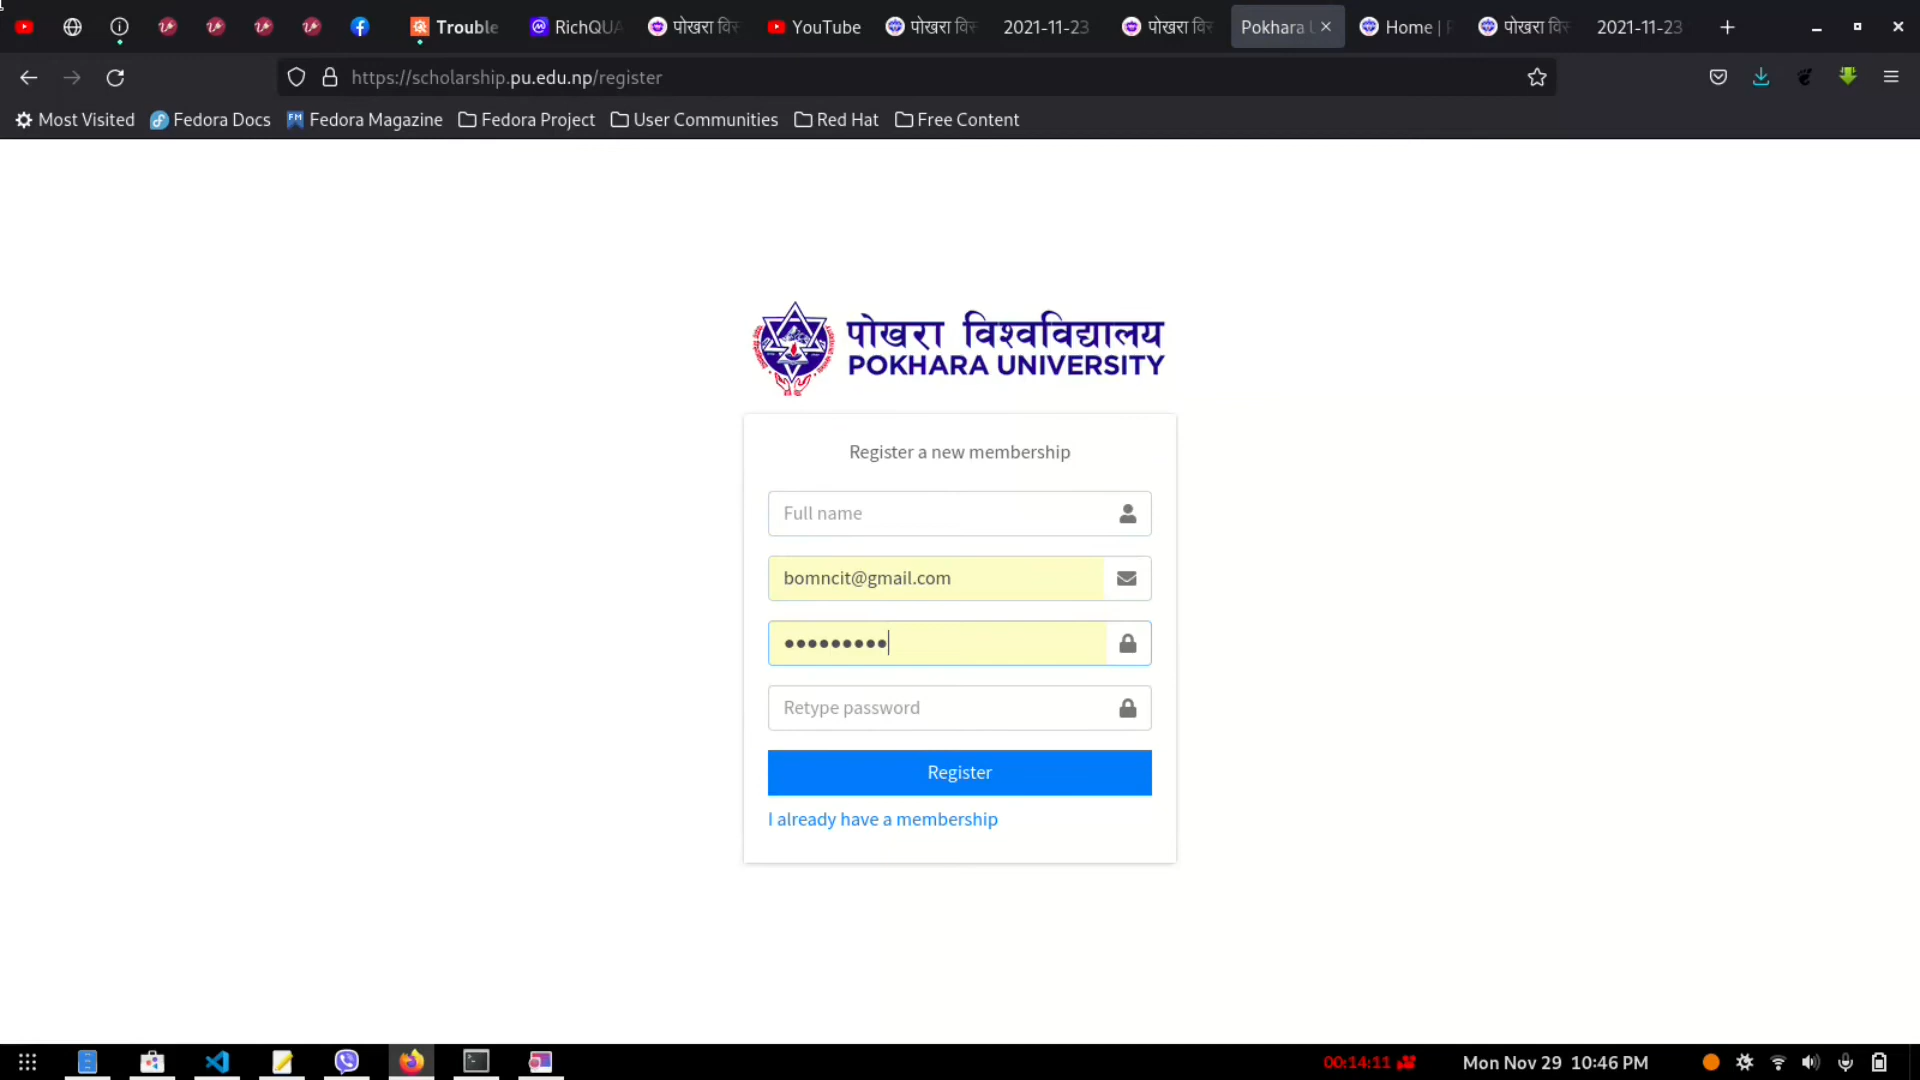 Trouble
RichQUA
पोखरा विस
YouTube
पोखरा विस
2021-11-23
पोखरा विस
Pokhara U
Home | P
पोखरा विस
2021-11-23
https://scholarship.pu.edu.np/register
Most Visited
Fedora Docs
Fedora Magazine
Fedora Project
User Communities
Red Hat
Free Content
पोखरा विश्वविद्यालय
POKHARA UNIVERSITY
Register a new membership
Full name
bomncit@gmail.com
Retype password
Register
I already have a membership
00:14:11
Mon Nov 29 10:46 PM